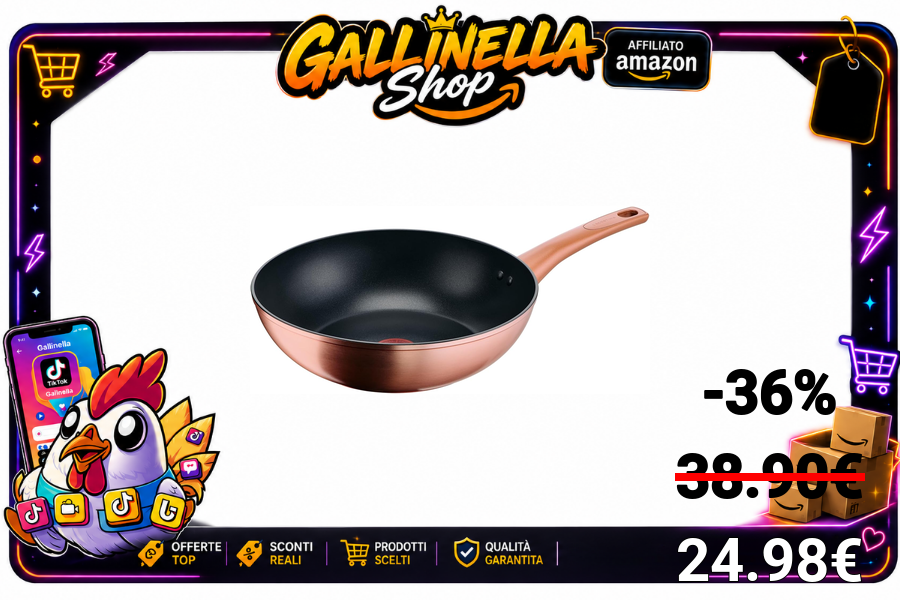 GALLINELLA
Shop
AFFILIATO
amazon
Gallinella
TikTok
Gallinella
-36%
38.90€
24.98€
OFFERTE
TOP
SCONTI
REALI
PRODOTTI
SCELTI
QUALITÀ
GARANTITA